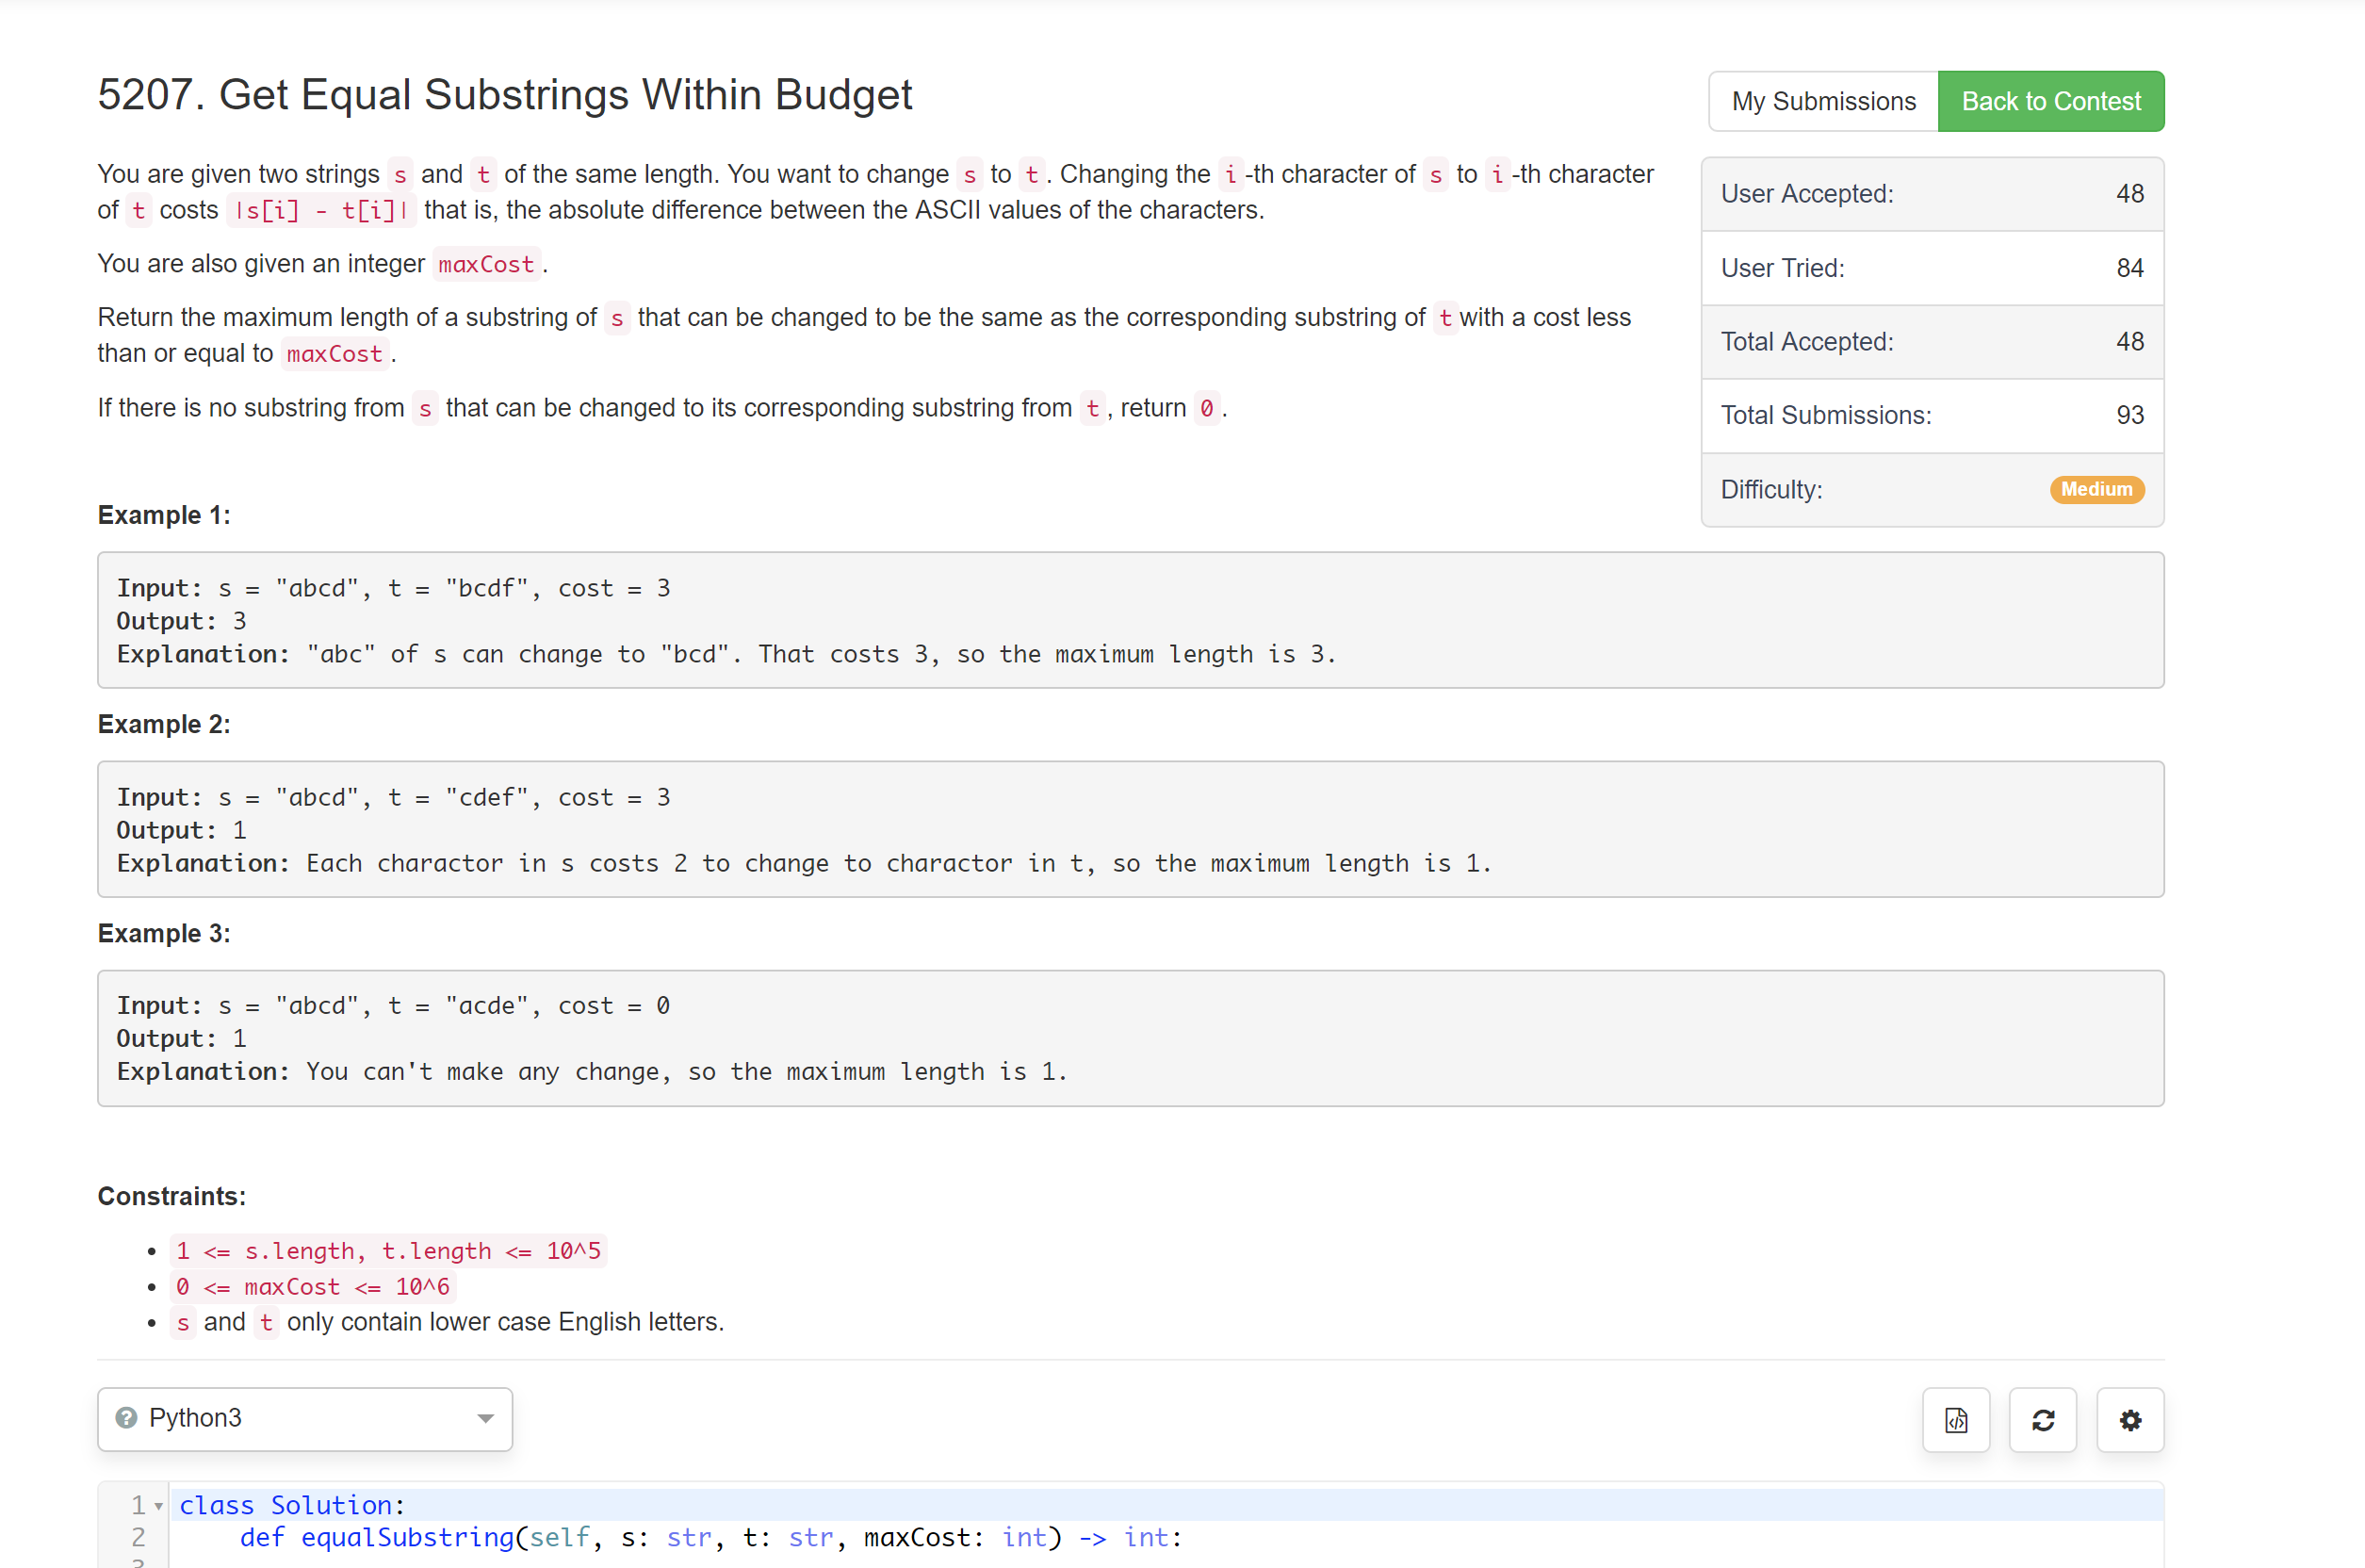 5207. Get Equal Substrings Within Budget
My Submissions
Back to Contest
You are given two strings s and t of the same length. You want to change s to t. Changing the i-th character of s to i-th character
of t costs |s[i] - t[i]| that is, the absolute difference between the ASCII values of the characters.
You are also given an integer maxCost.
Return the maximum length of a substring of s that can be changed to be the same as the corresponding substring of t with a cost less
than or equal to maxCost.
If there is no substring from s that can be changed to its corresponding substring from t, return 0.
User Accepted: 48
User Tried: 84
Total Accepted: 48
Total Submissions: 93
Difficulty: Medium
Example 1:
Input: s = "abcd", t = "bcdf", cost = 3
Output: 3
Explanation: "abc" of s can change to "bcd". That costs 3, so the maximum length is 3.
Example 2:
Input: s = "abcd", t = "cdef", cost = 3
Output: 1
Explanation: Each charactor in s costs 2 to change to charactor in t, so the maximum length is 1.
Example 3:
Input: s = "abcd", t = "acde", cost = 0
Output: 1
Explanation: You can't make any change, so the maximum length is 1.
Constraints:
• 1 <= s.length, t.length <= 10^5
• 0 <= maxCost <= 10^6
• s and t only contain lower case English letters.
Python3
1 class Solution:
2 def equalSubstring(self, s: str, t: str, maxCost: int) -> int:
3